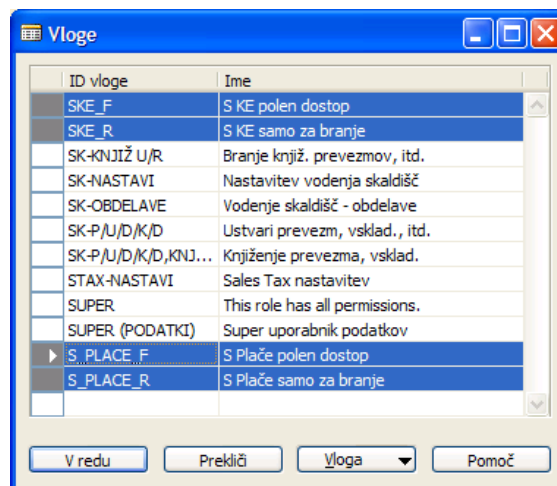 Vloge
ID vloge Ime
SKE_F S KE polen dostop
SKE_R S KE samo za branje
SK-KNJIŽ U/R Branje knjiž. prevezmov, itd.
SK-NASTAVI Nastavitev vodenja skaldišč
SK-OBDELAVE Vodenje skaldišč - obdelave
SK-P/U/D/K/D Ustvari prevezm, vsklad., itd.
SK-P/U/D/K/D,KNJ... Knjiženje prevezma, vsklad.
STAX-NASTAVI Sales Tax nastavitev
SUPER This role has all permissions.
SUPER (PODATKI) Super uporabnik podatkov
S_PLACE_F S Plače polen dostop
S_PLACE_R S Plače samo za branje
V redu Prekliči Vloga Pomoč